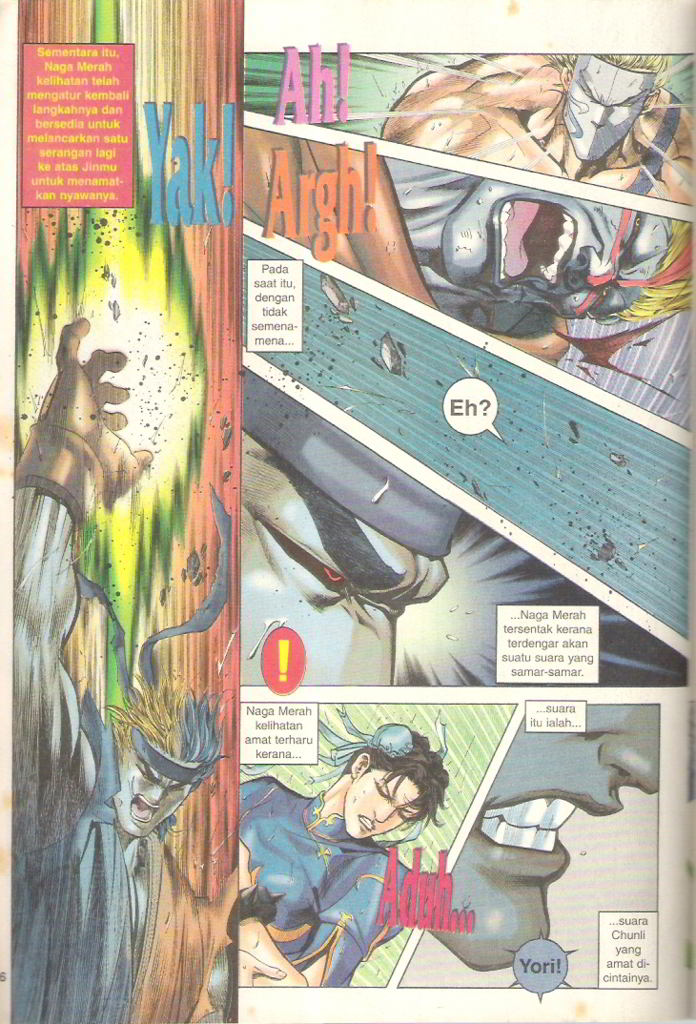 Sementara itu,
Naga Merah
kelihatan telah
mengatur kembali
langkahnya dan
bersedia untuk
melancarkan satu
serangan lagi
ke atas Jinmu
untuk menamat-
kan nyawanya.
Yak!
Ah!
Argh!
Pada
saat itu,
dengan
tidak
semena-
mena...
Eh?
...Naga Merah
tersentak kerana
terdengar akan
suatu suara yang
samar-samar.
!
Naga Merah
kelihatan
amat terharu
kerana...
Aduh...
...suara
itu ialah...
Yori!
...suara
Chunli
yang
amat di-
cintainya.
6